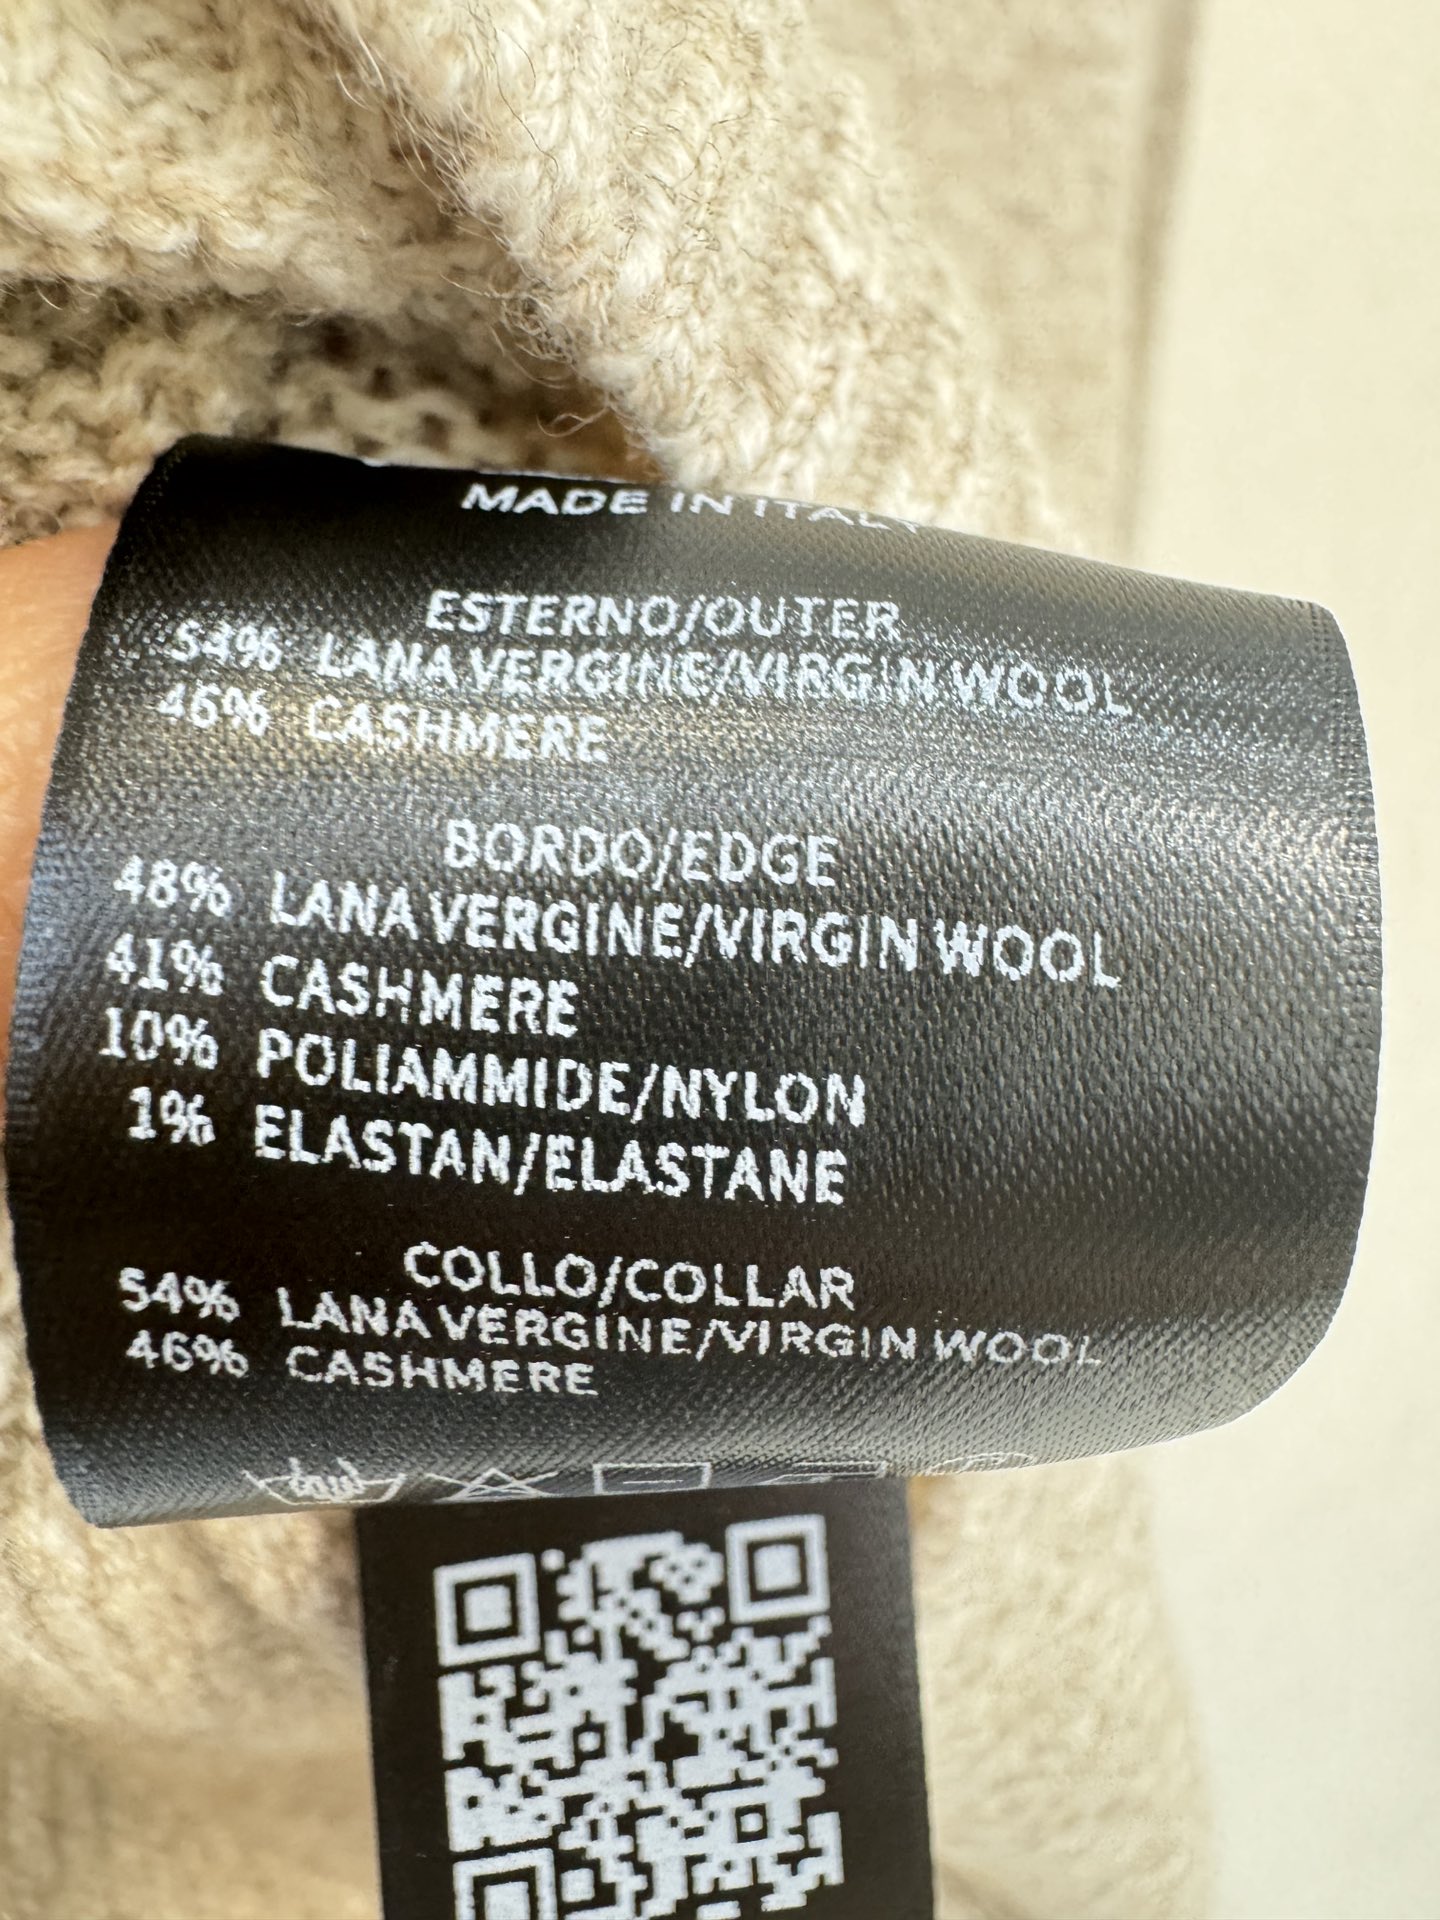 MADE IN ITALY
ESTERNO/OUTER
54% LANA VERGINE/VIRGIN WOOL
46% CASHMERE
BORDO/EDGE
48% LANA VERGINE/VIRGIN WOOL
41% CASHMERE
10% POLIAMMIDE/NYLON
1% ELASTAN/ELASTANE
COLLO/COLLAR
54% LANA VERGINE/VIRGIN WOOL
46% CASHMERE